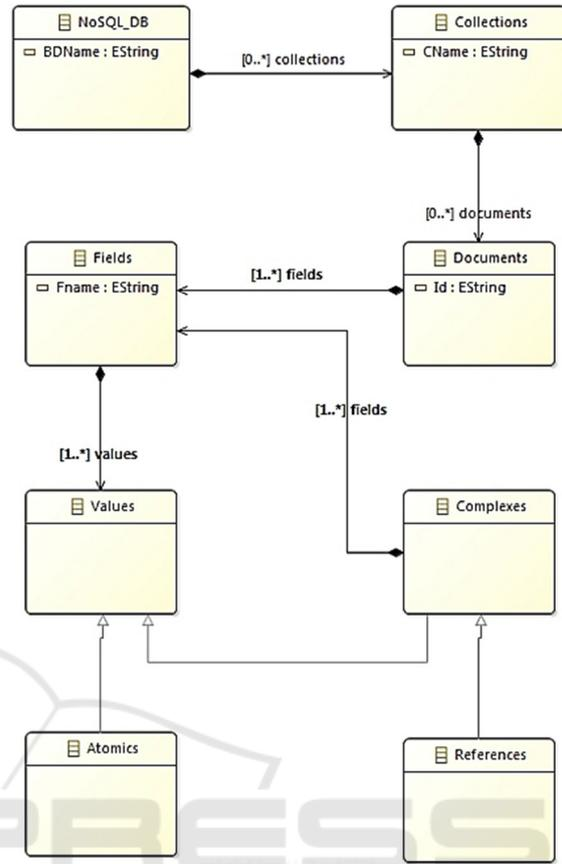 NoSQL_DB
BDName : EString
[0..*] collections
Collections
CName : EString
[0..*] documents
Fields
Fname : EString
[1..*] fields
Documents
Id : EString
[1..*] fields
[1..*] values
Values
Complexes
Atomics
References
PRESS